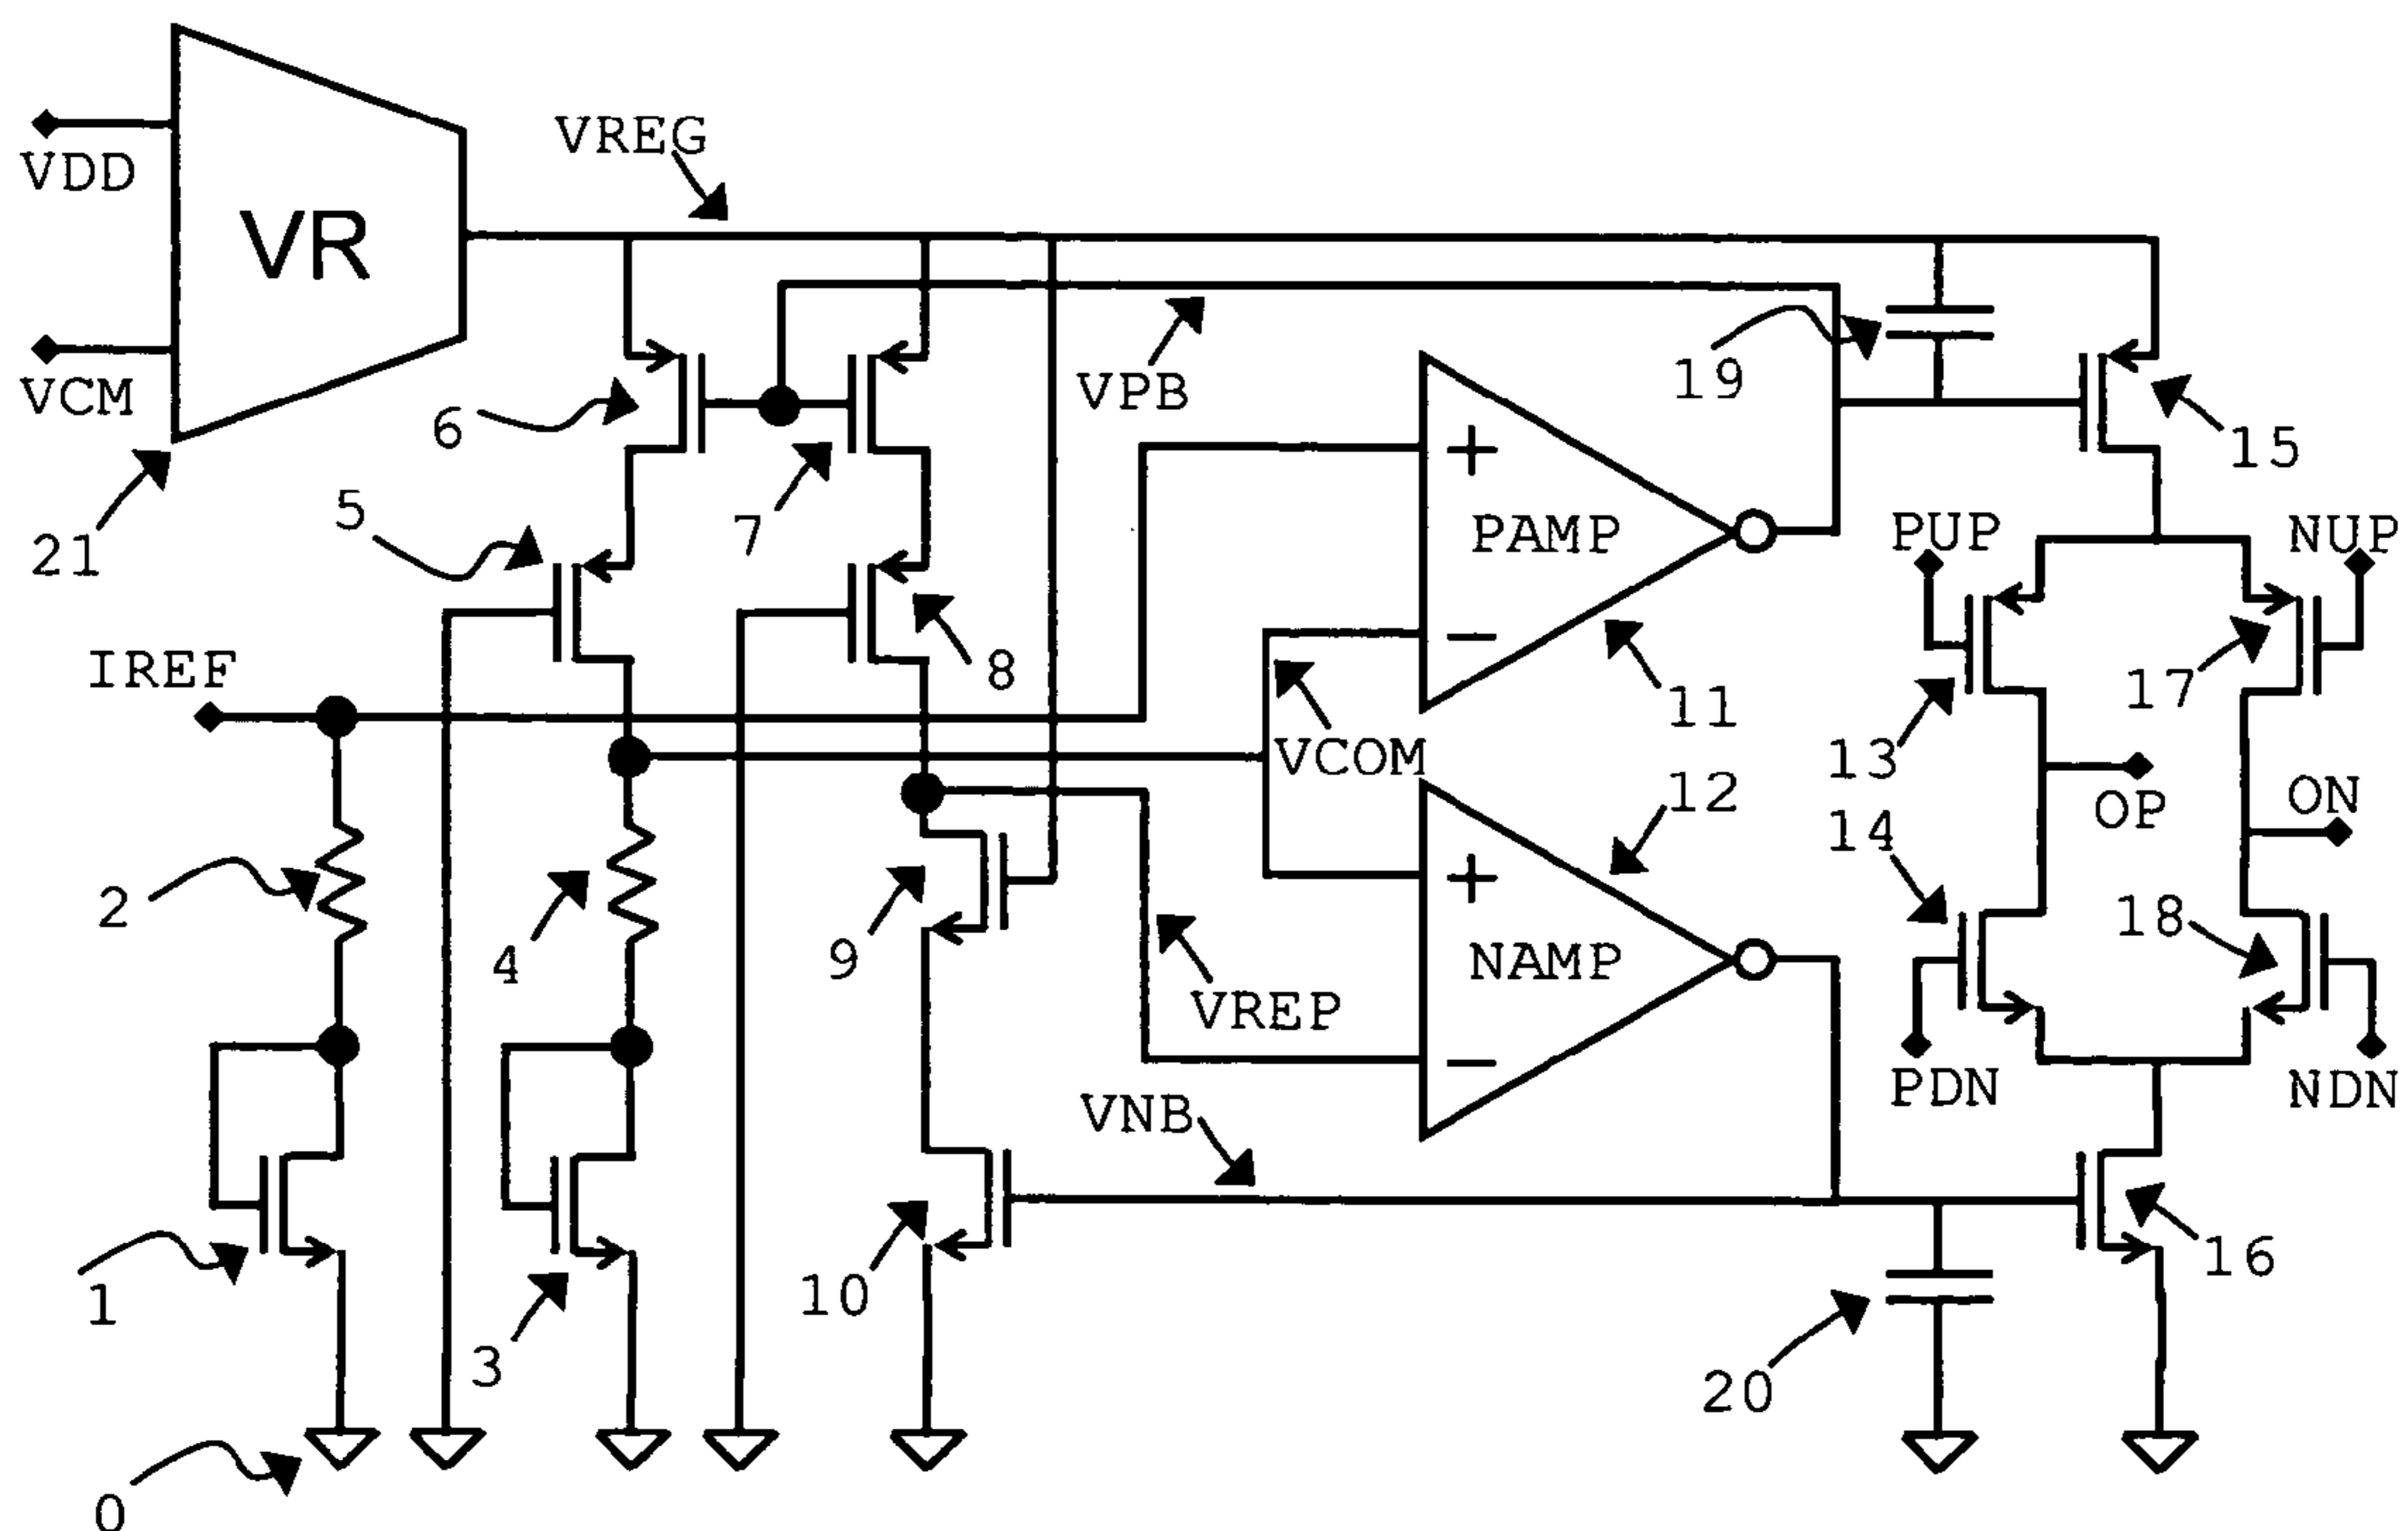 VDD
VR
VCM
21
VREG
VPB
19
15
6
7
5
8
PAMP
11
PUP
NUP
13
17
IREF
VCOM
OP
ON
12
14
18
2
4
9
NAMP
VREP
VNB
PDN
NDN
1
3
10
16
20
0